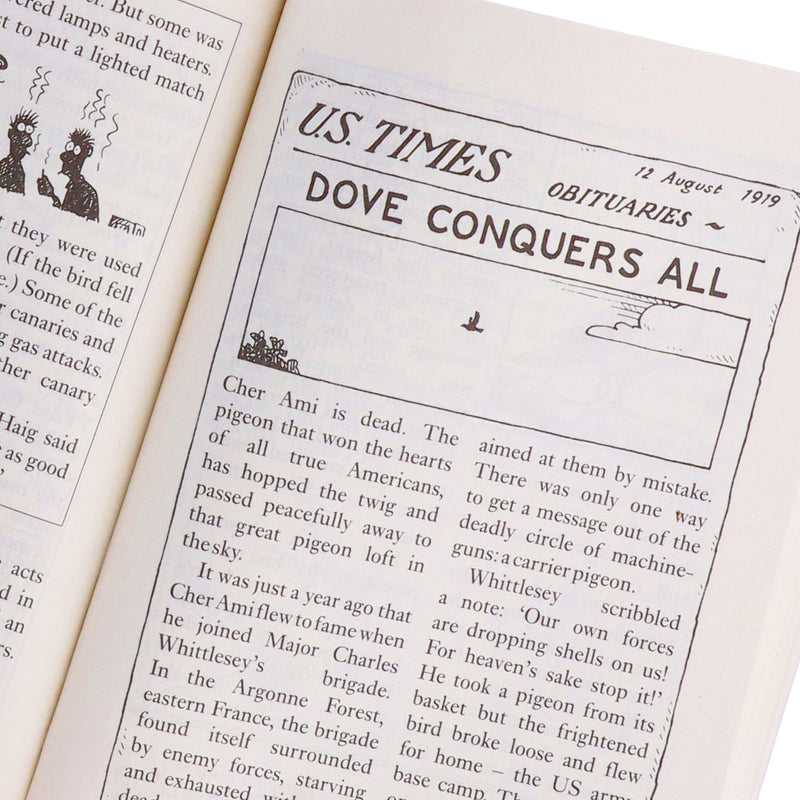 er. But some was
ered lamps and heaters.
st to put a lighted match
t they were used
(If the bird fell
e.) Some of the
r canaries and
g gas attacks.
ther canary
Haig said
as good
acts
d in
an
rs.
U.S. TIMES
12 August 1919
OBITUARIES ~
DOVE CONQUERS ALL
Cher Ami is dead. The
pigeon that won the hearts
of all true Americans,
has hopped the twig and
passed peacefully away to
that great pigeon loft in
the sky.
It was just a year ago that
Cher Ami flew to fame when
he joined Major Charles
Whittlesey's brigade.
In the Argonne Forest,
eastern France, the brigade
found itself surrounded
by enemy forces, starving
and exhausted with
aimed at them by mistake.
There was only one way
to get a message out of the
deadly circle of machine-
guns: a carrier pigeon.
Whittlesey scribbled
a note: 'Our own forces
are dropping shells on us!
For heaven's sake stop it!'
He took a pigeon from its
basket but the frightened
bird broke loose and flew
for home – the US army
base camp. Th